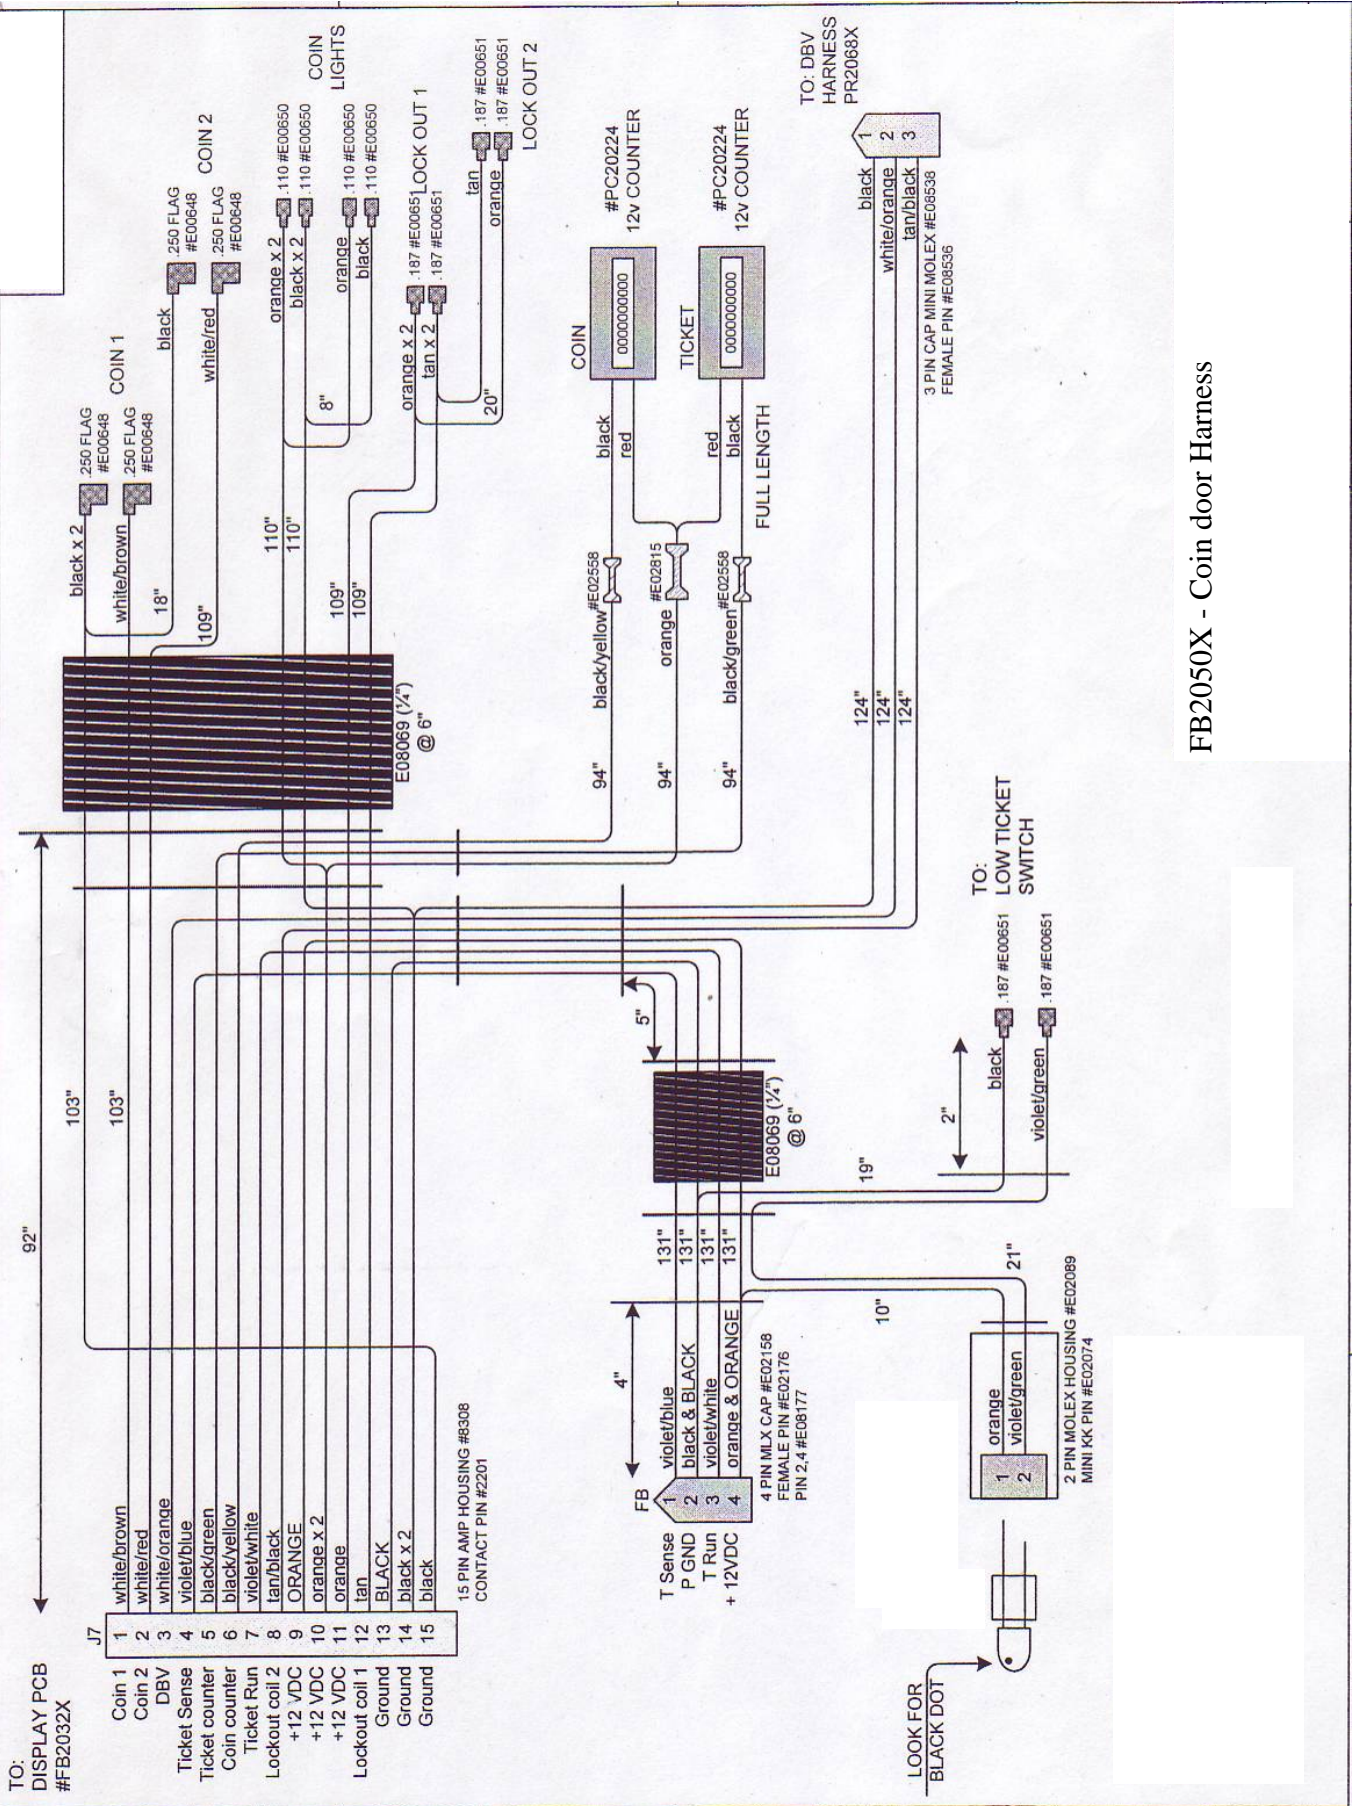 TO:
DISPLAY PCB
#FB2032X
92"
103"
103"
J7
Coin 1 1 white/brown
Coin 2 2 white/red
DBV 3 white/orange
Ticket Sense 4 violet/blue
Ticket counter 5 black/green
Coin counter 6 black/yellow
Ticket Run 7 violet/white
Lockout coil 2 8 tan/black
+12 VDC 9 ORANGE
+12 VDC 10 orange x 2
+12 VDC 11 orange
Lockout coil 1 12 tan
Ground 13 BLACK
Ground 14 black x 2
Ground 15 black
15 PIN AMP HOUSING #8308
CONTACT PIN #2201
E08069 (¼")
@ 6"
black x 2
.250 FLAG
#E00648
white/brown
.250 FLAG
#E00648
COIN 1
18"
black
.250 FLAG
#E00648
109"
white/red
.250 FLAG
#E00648
COIN 2
110"
110"
orange x 2
.110 #E00650
black x 2
.110 #E00650
8"
orange
.110 #E00650
black
.110 #E00650
COIN
LIGHTS
109"
109"
orange x 2
.187 #E00651
tan x 2
.187 #E00651
LOCK OUT 1
20"
tan
.187 #E00651
orange
.187 #E00651
LOCK OUT 2
94"
black/yellow
#E02558
black
red
COIN
0000000000
#PC20224
12v COUNTER
94"
orange
#E02815
94"
black/green
#E02558
red
black
TICKET
0000000000
#PC20224
12v COUNTER
FULL LENGTH
124"
124"
124"
black
white/orange
tan/black
1
2
3
TO: DBV
HARNESS
PR2068X
3 PIN CAP MINI MOLEX #E08538
FEMALE PIN #E08536
5"
E08069 (¼")
@ 6"
131"
131"
131"
131"
4"
FB
T Sense 1 violet/blue
P GND 2 black & BLACK
T Run 3 violet/white
+ 12VDC 4 orange & ORANGE
4 PIN MLX CAP #E02158
FEMALE PIN #E02176
PIN 2,4 #E08177
19"
2"
black
.187 #E00651
violet/green
.187 #E00651
TO:
LOW TICKET
SWITCH
10"
21"
1 orange
2 violet/green
2 PIN MOLEX HOUSING #E02089
MINI KK PIN #E02074
LOOK FOR
BLACK DOT
FB2050X - Coin door Harness